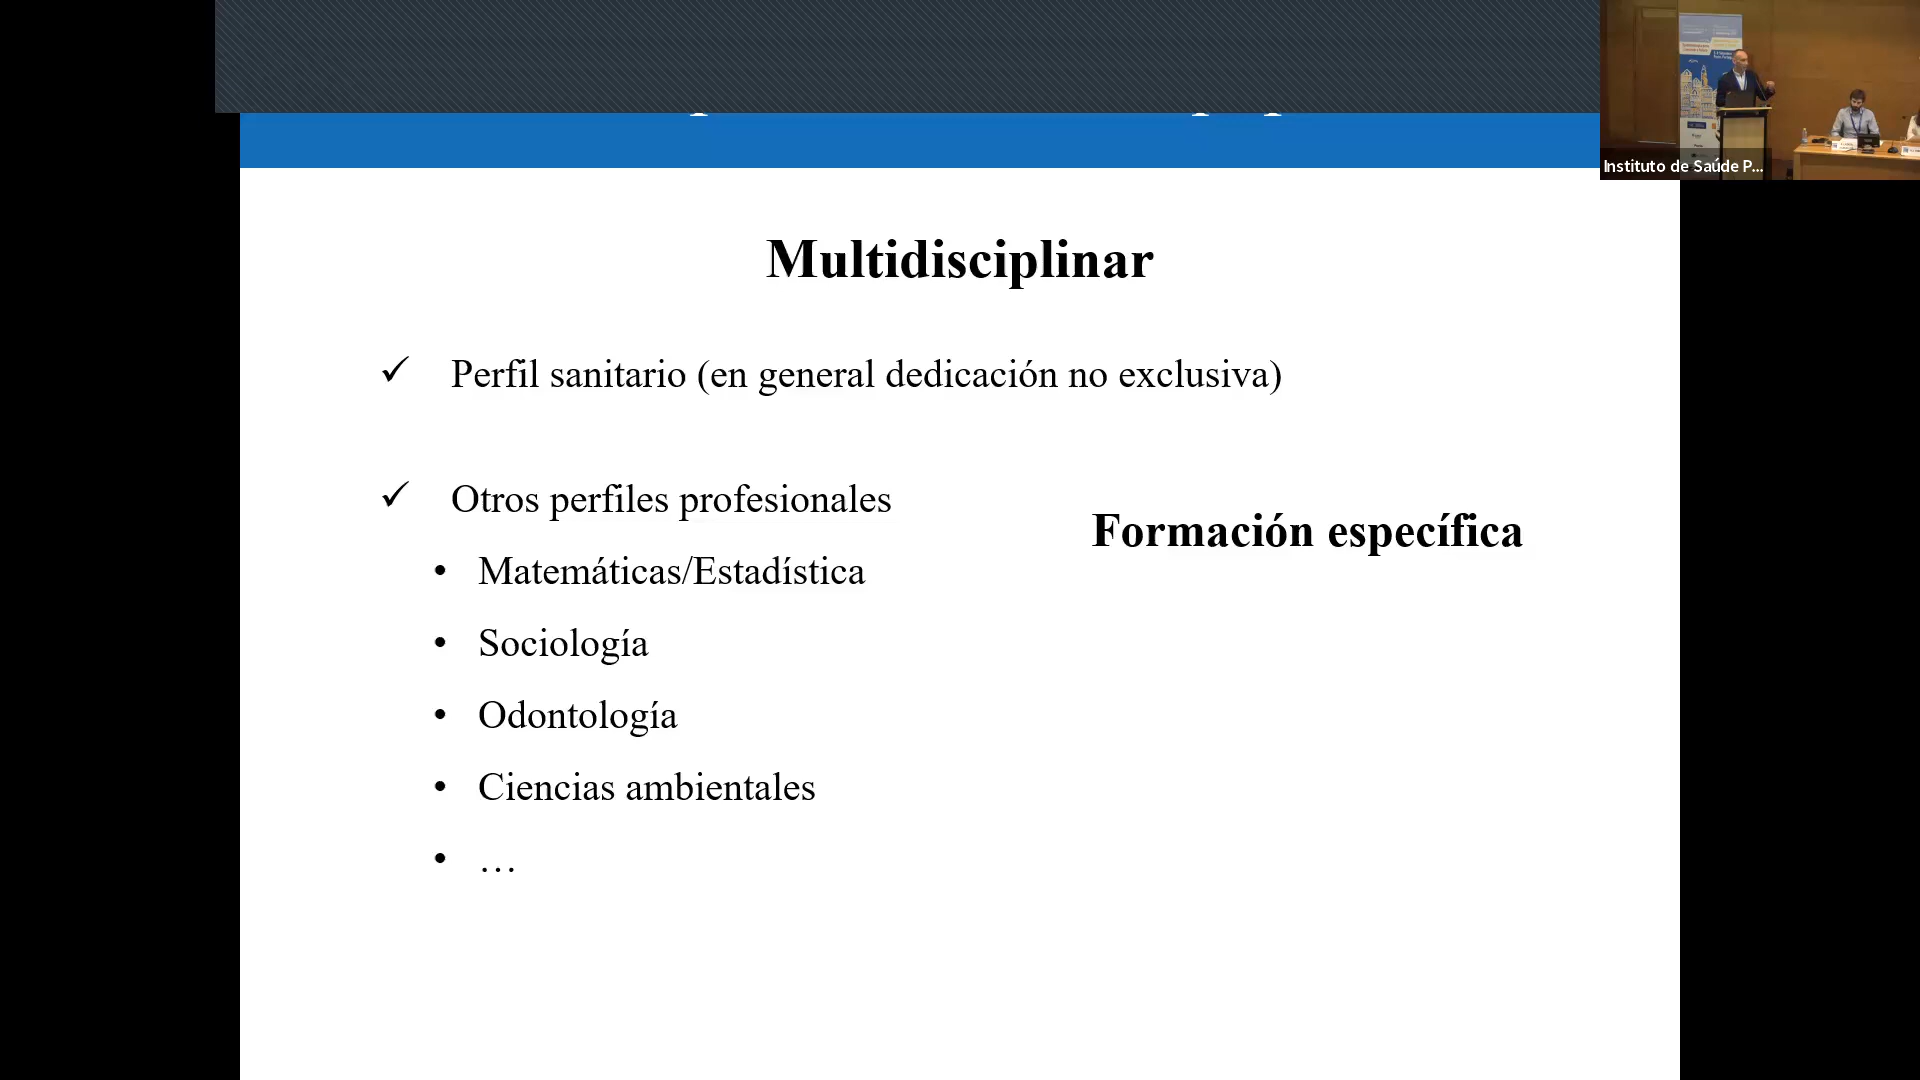 Instituto de Saúde P...
Multidisciplinar
✓ Perfil sanitario (en general dedicación no exclusiva)
✓ Otros perfiles profesionales
Formación específica
• Matemáticas/Estadística
• Sociología
• Odontología
• Ciencias ambientales
• …